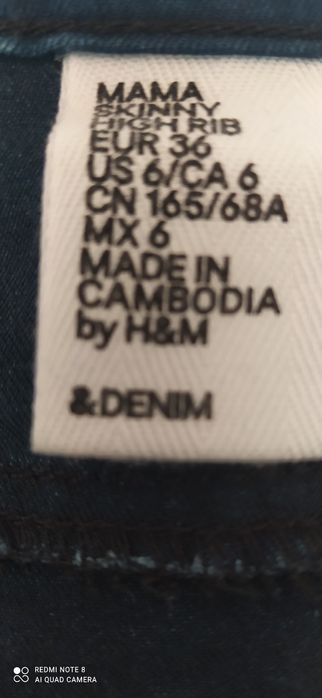 MAMA
SKINNY
HIGH RIB
EUR 36
US 6/CA 6
CN 165/68A
MX 6
MADE IN
CAMBODIA
by H&M
&DENIM
REDMI NOTE 8
AI QUAD CAMERA